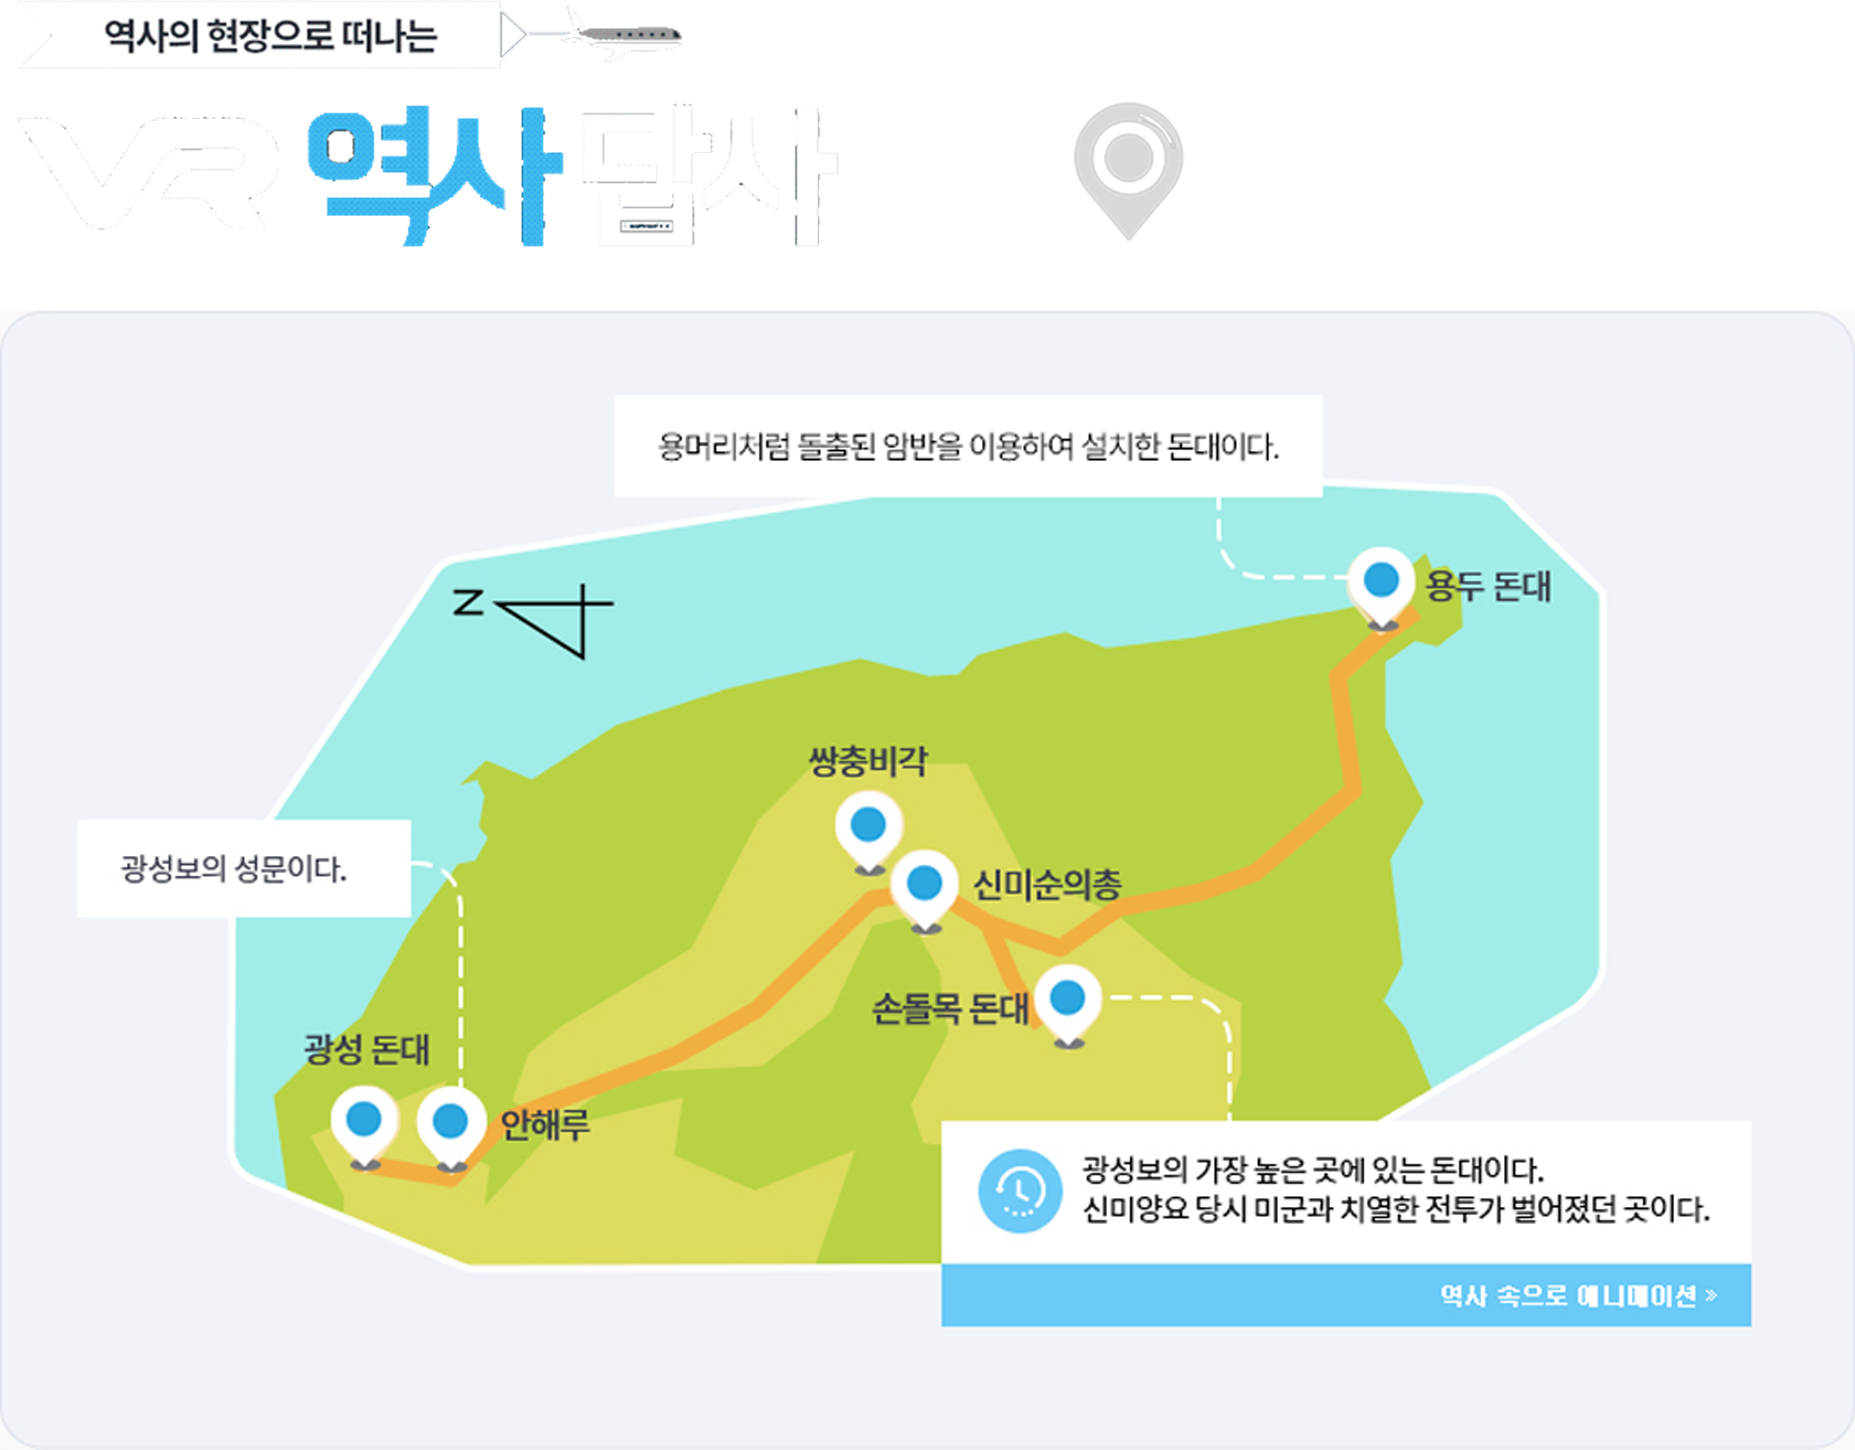 역사의 현장으로 떠나는
VR 역사 답사
용머리처럼 돌출된 암반을 이용하여 설치한 돈대이다.
용두 돈대
N
쌍충비각
광성보의 성문이다.
신미순의총
손돌목 돈대
광성 돈대
안해루
광성보의 가장 높은 곳에 있는 돈대이다.
신미양요 당시 미군과 치열한 전투가 벌어졌던 곳이다.
역사 속으로 애니메이션 »